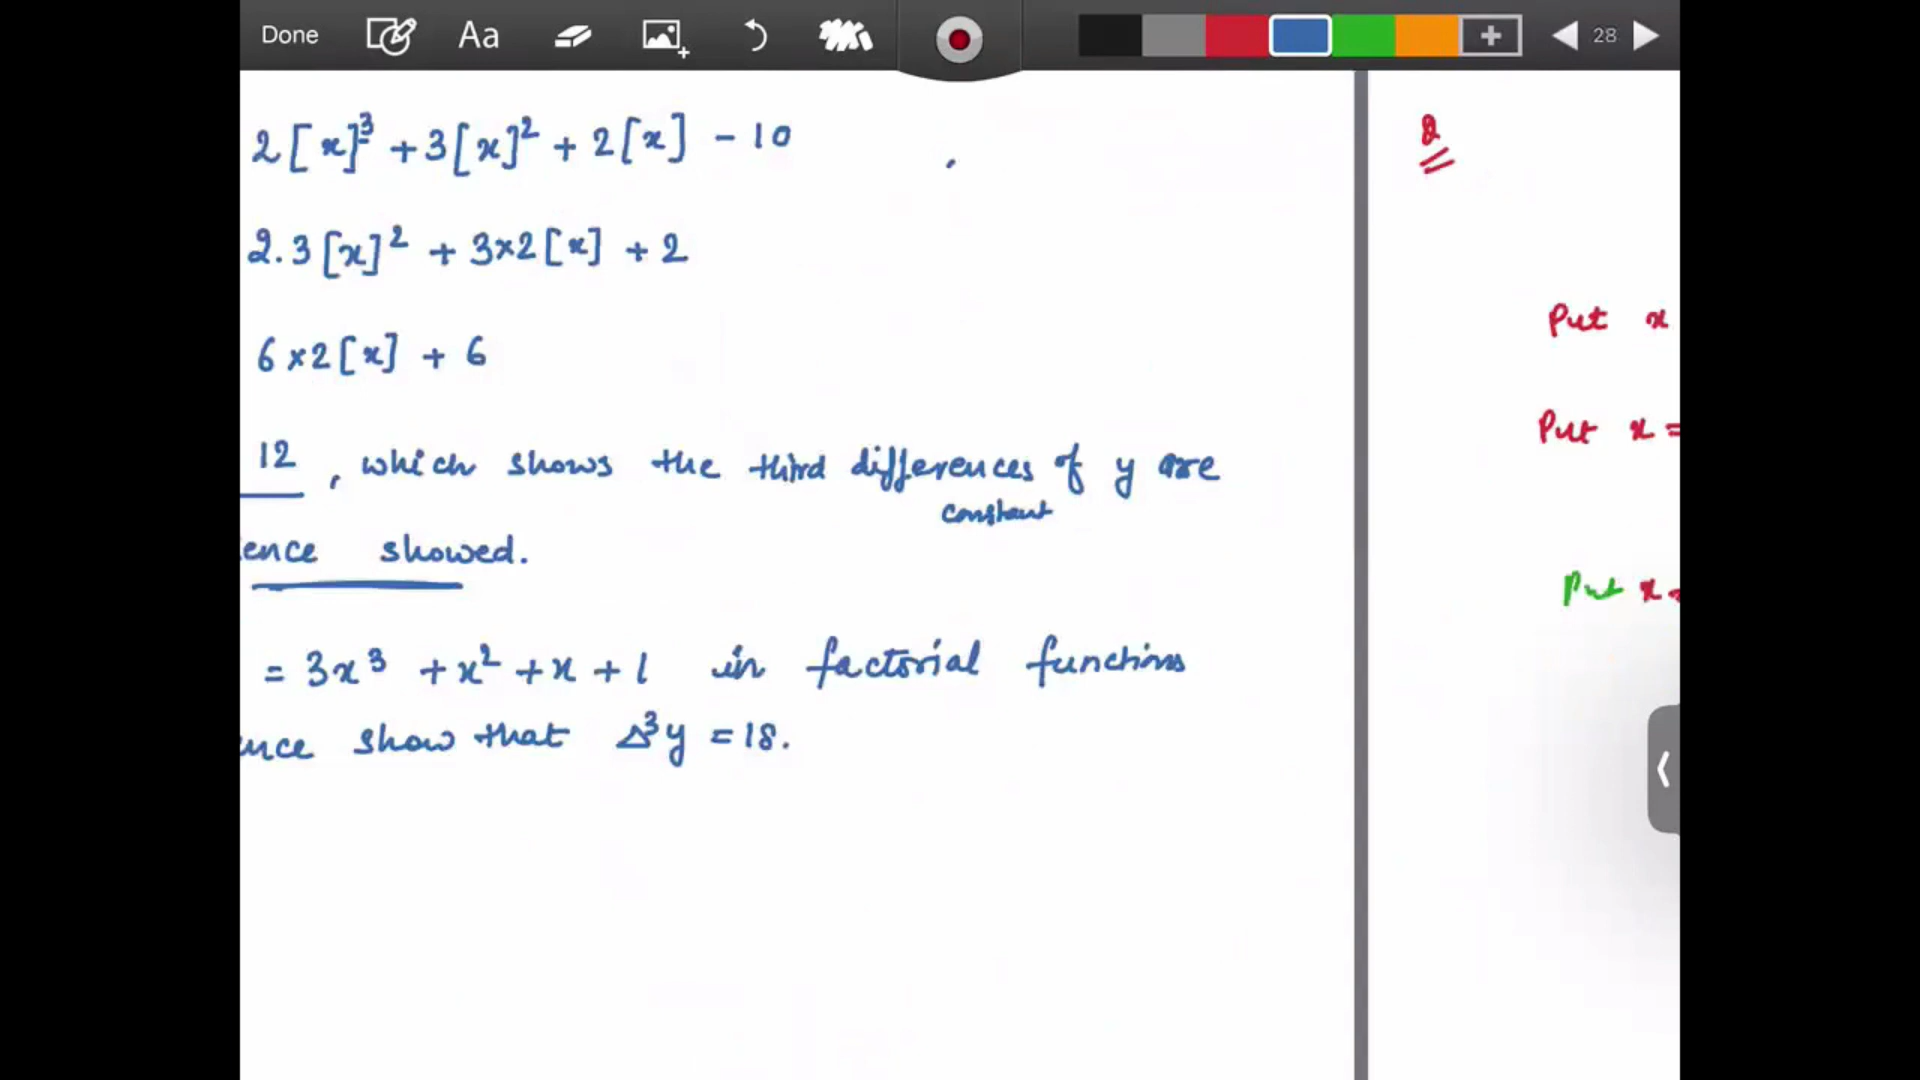 Done Aa 28
2[x]³ + 3[x]² + 2[x] - 10
2.3[x]² + 3×2[x] + 2
6×2[x] + 6
12, which shows the third differences of y are
constant
ence showed.
= 3x³ + x² + x + 1 in factorial functions
ence show that Δ³y = 18.
2
Put x
Put x =
Put x